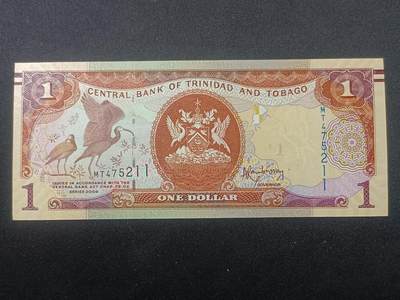 1
CENTRAL BANK OF TRINIDAD AND TOBAGO
1
MT475211
MT475211
ISSUED IN ACCORDANCE WITH THE
CENTRAL BANK ACT CHAP. 79:02
SERIES 2006
GOVERNOR
1
ONE DOLLAR
1